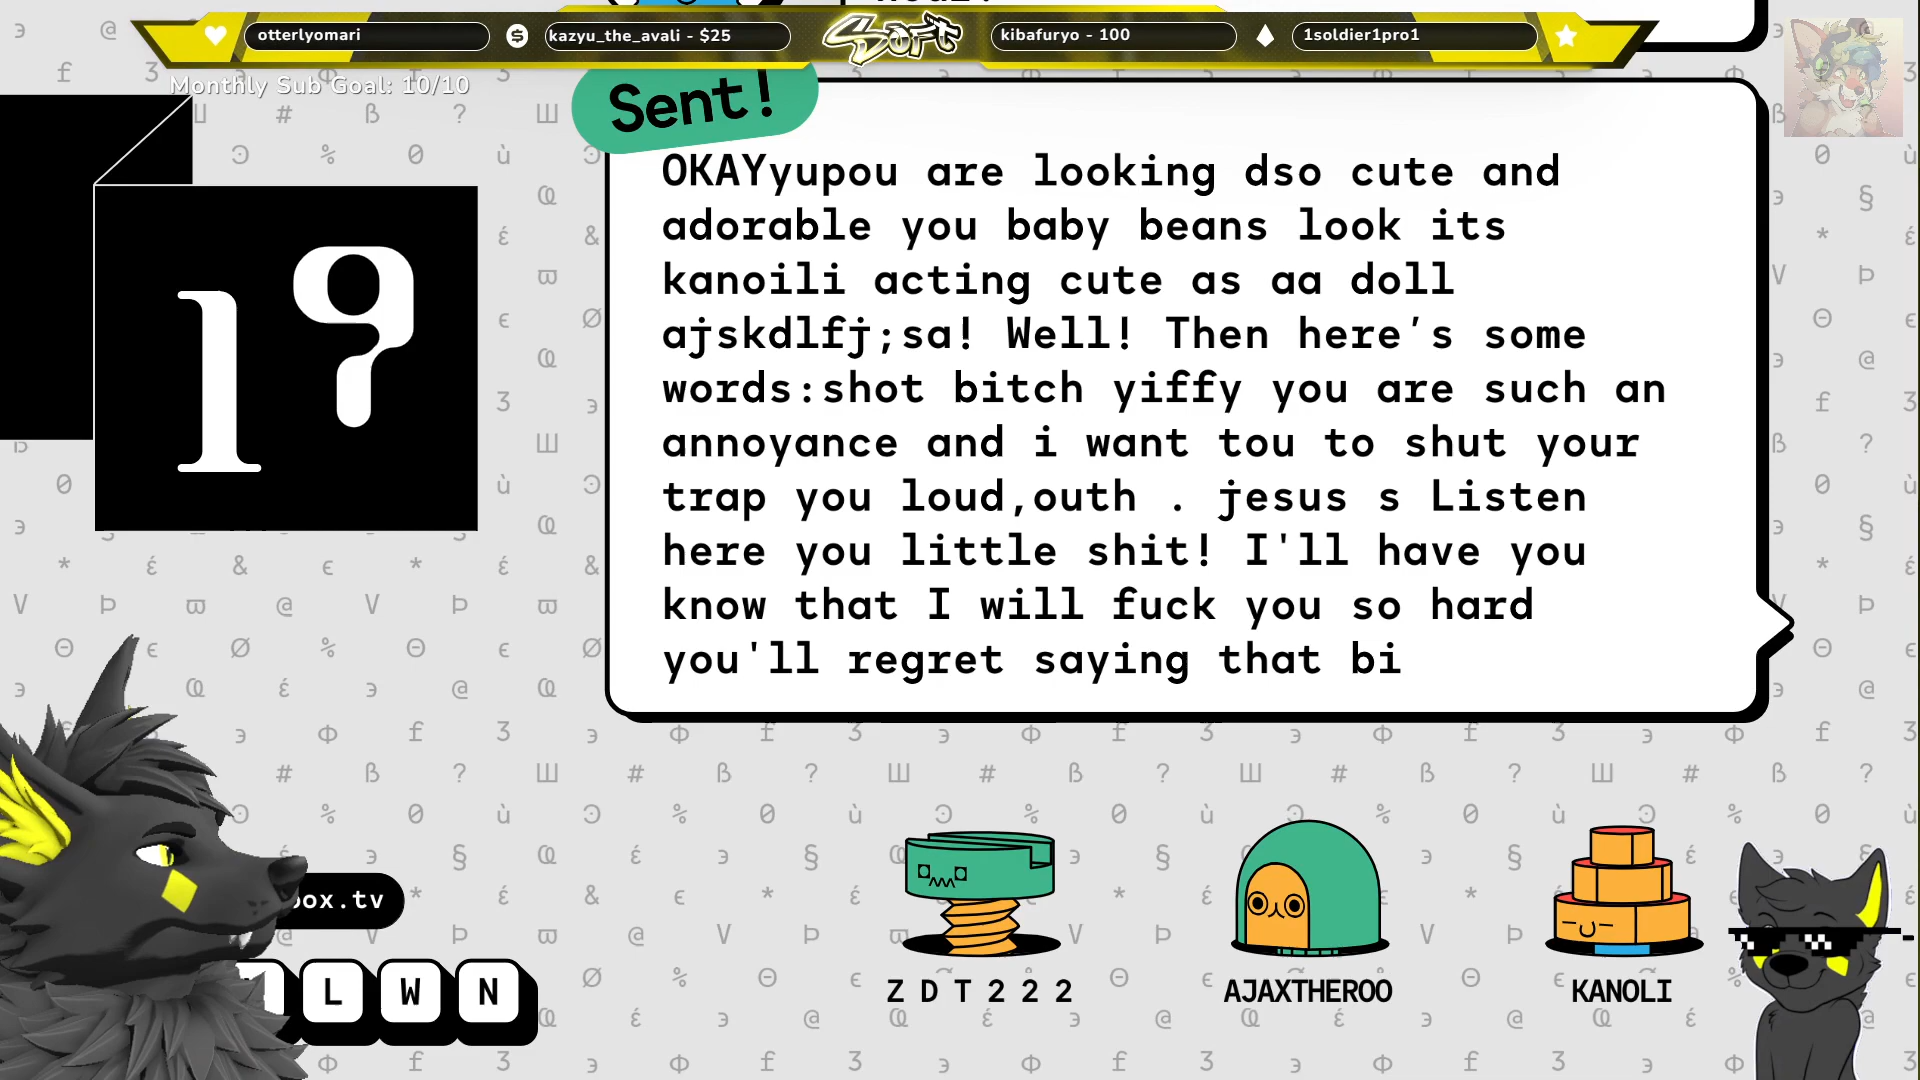 otterlyomari
kazyu_the_avali - $25
Soft
kibafuryo - 100
1soldier1pro1
Monthly Sub Goal: 10/10
Sent!
OKAYyupou are looking dso cute and
adorable you baby beans look its
kanoili acting cute as aa doll
ajskdlfj;sa! Well! Then here’s some
words:shot bitch yiffy you are such an
annoyance and i want tou to shut your
trap you loud,outh . jesus s Listen
here you little shit! I'll have you
know that I will fuck you so hard
you'll regret saying that bi
box.tv
L W N
ZDT222
AJAXTHEROO
KANOLI